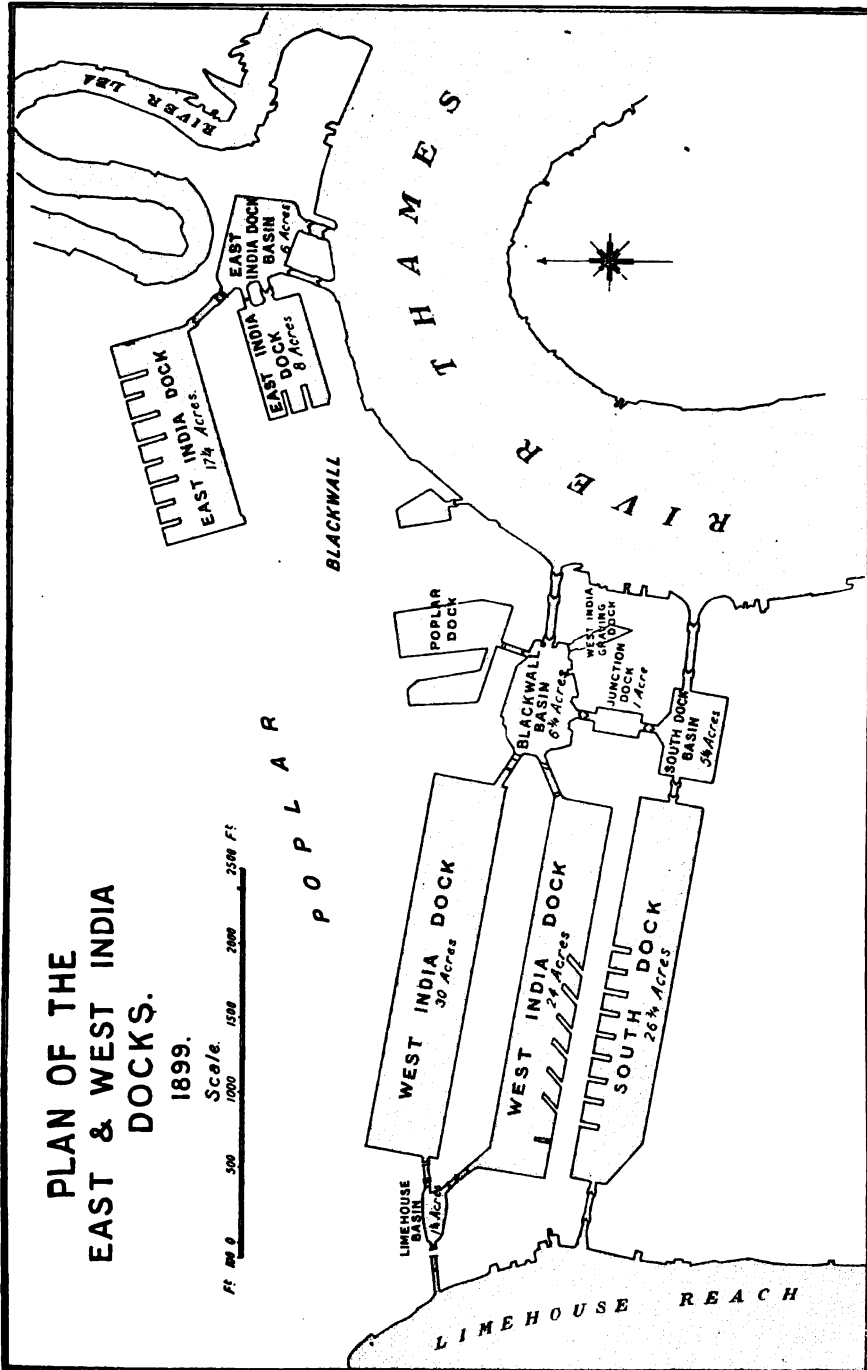 PLAN OF THE
EAST & WEST INDIA
DOCKS.
1899.
Scale.
Ft 100 0 500 1000 1500 2000 2500 Ft
RIVER LEA
EAST
INDIA DOCK
BASIN
6 Acres
EAST INDIA DOCK
17¼ Acres.
EAST INDIA
DOCK
8 Acres
BLACKWALL
RIVER THAMES
POPLAR
POPLAR
DOCK
BLACKWALL
BASIN
6¾ Acres
WEST INDIA
GRAVING
DOCK
JUNCTION
DOCK
1 Acre
SOUTH DOCK
BASIN
5¾ Acres
WEST INDIA DOCK
30 Acres
WEST INDIA DOCK
24 Acres
SOUTH DOCK
26¾ Acres
LIMEHOUSE
BASIN
Acres
LIMEHOUSE REACH